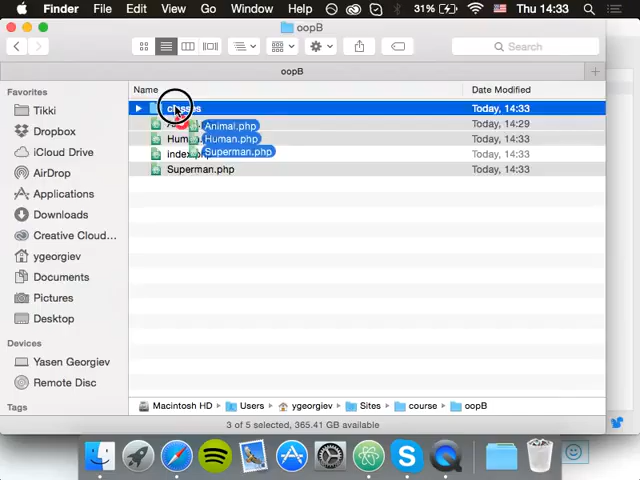 Finder File Edit View Go Window Help 31% Thu 14:33
oopB
Search
oopB
Name Date Modified
Favorites
Tikki
Dropbox
iCloud Drive
AirDrop
Applications
Downloads
Creative Cloud...
ygeorgiev
Documents
Pictures
Desktop
Devices
Yasen Georgiev
Remote Disc
Tags
classes Today, 14:33
Today, 14:29
Animal.php
Today, 14:33
Human.php
index.php Today, 14:33
Superman.php
Superman.php Today, 14:33
Macintosh HD Users ygeorgiev Sites course oopB
3 of 5 selected, 365.41 GB available